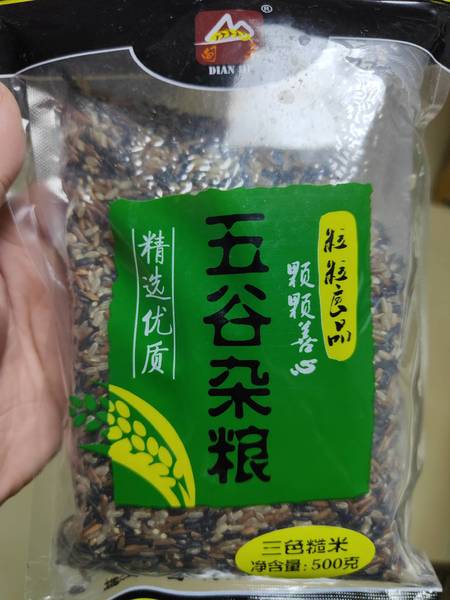 ®
DIAN
粒粒良品
颗颗善心
五谷杂粮
精选优质
三色糙米
净含量:500克